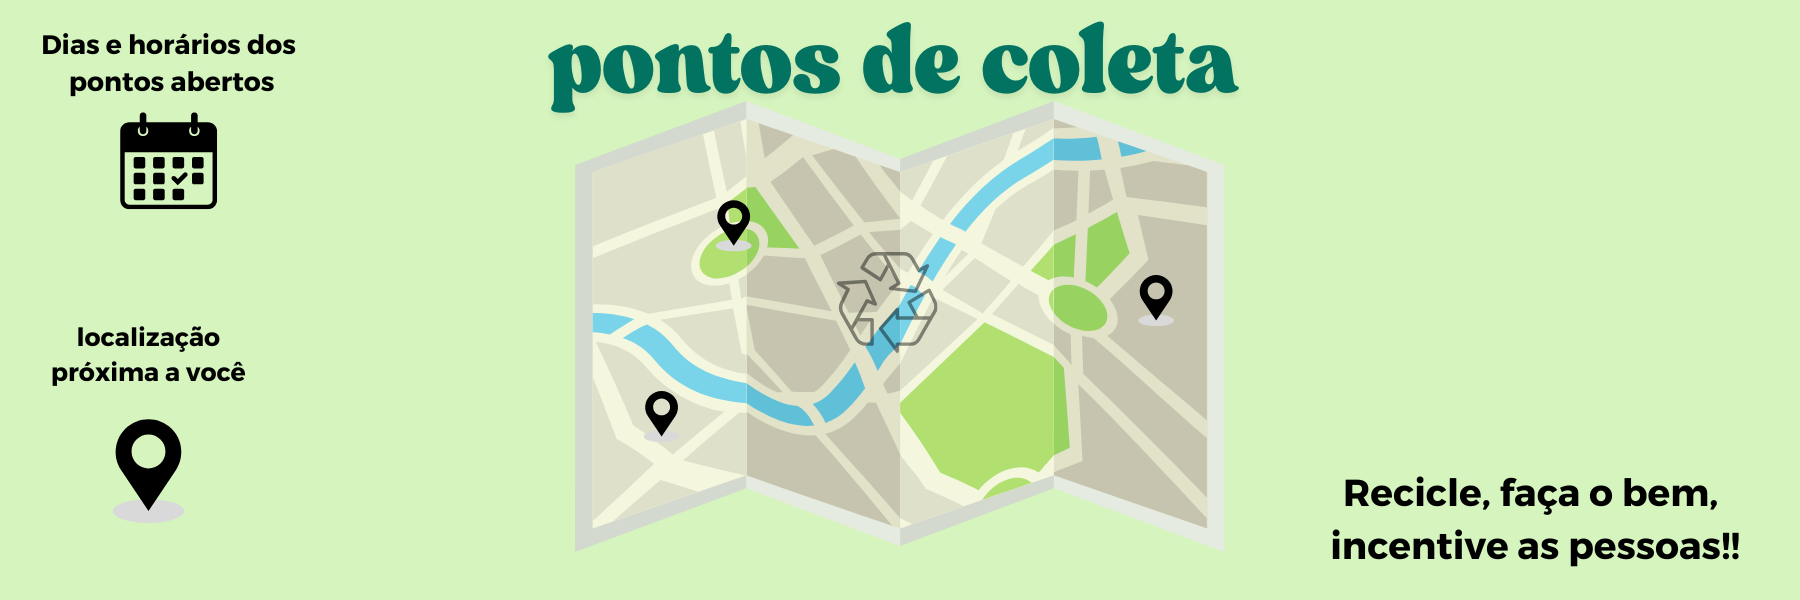 pontos de coleta
Dias e horários dos
pontos abertos
localização
próxima a você
Recicle, faça o bem,
incentive as pessoas!!